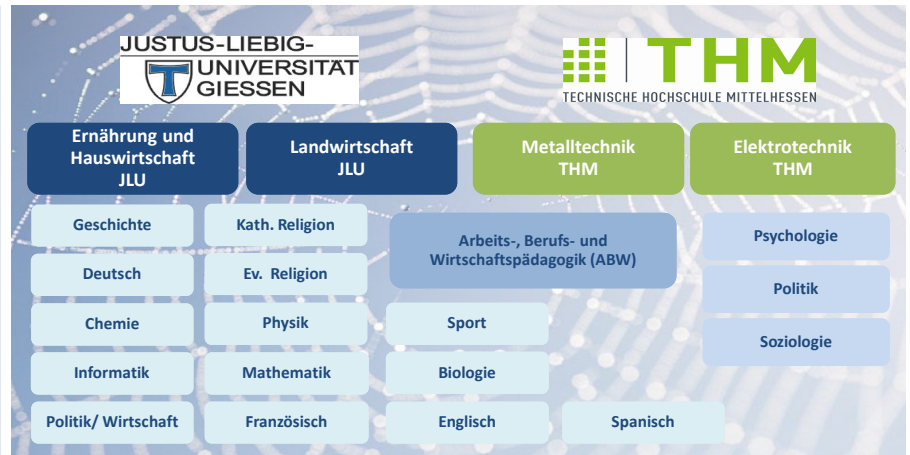 JUSTUS-LIEBIG-
UNIVERSITÄT
GIESSEN
THM
TECHNISCHE HOCHSCHULE MITTELHESSEN
Ernährung und
Hauswirtschaft
JLU
Landwirtschaft
JLU
Metalltechnik
THM
Elektrotechnik
THM
Geschichte
Kath. Religion
Arbeits-, Berufs- und
Wirtschaftspädagogik (ABW)
Psychologie
Deutsch
Ev. Religion
Politik
Chemie
Physik
Sport
Soziologie
Informatik
Mathematik
Biologie
Politik/ Wirtschaft
Französisch
Englisch
Spanisch